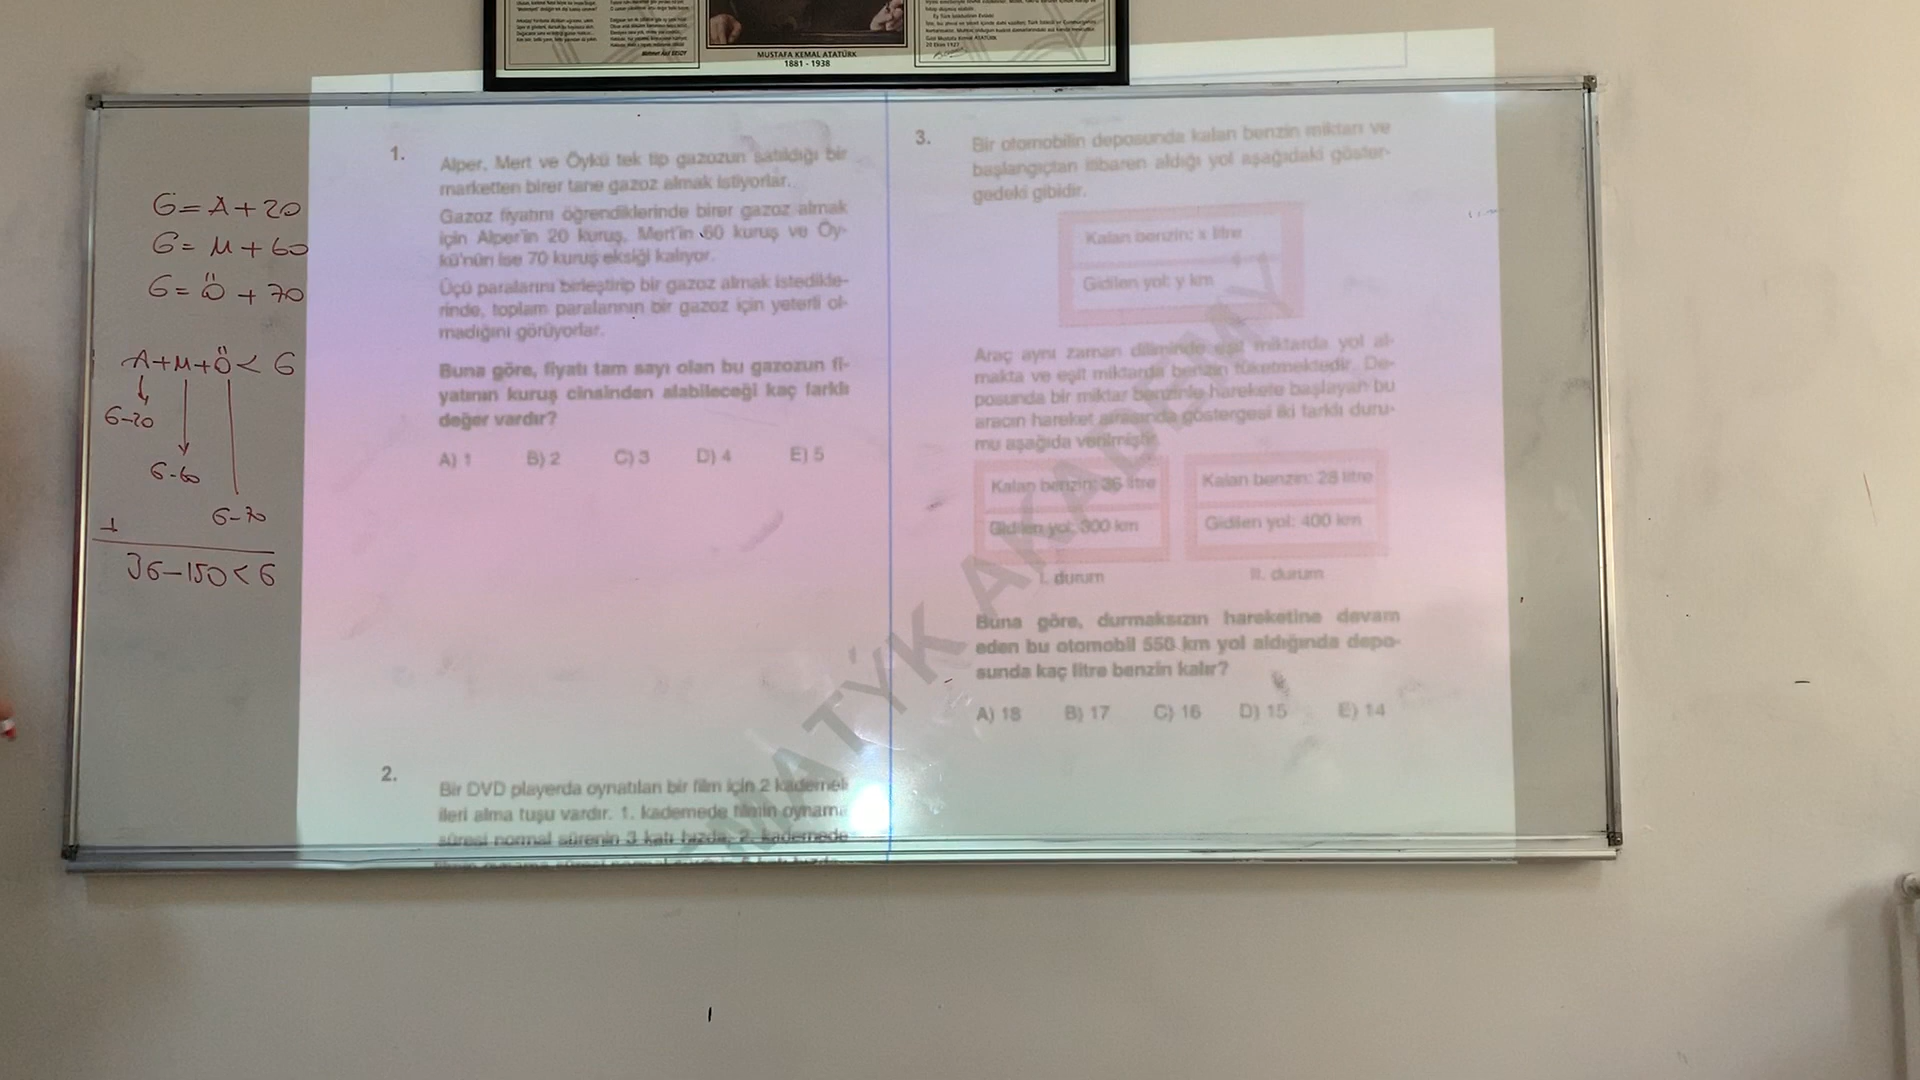 MUSTAFA KEMAL ATATÜRK
1881 - 1938
G=A+20
G=M+60
G=Ö+70
A+M+Ö<G
G-20
G-60
G-70
+
3G-150<G
1.
Alper, Mert ve Öykü tek tip gazozun satıldığı bir
marketten birer tane gazoz almak istiyorlar.
Gazoz fiyatını öğrendiklerinde birer gazoz almak
için Alper'in 20 kuruş, Mert'in 60 kuruş ve Öy-
kü'nün ise 70 kuruş eksiği kalıyor.
Üçü paralarını birleştirip bir gazoz almak istedikle-
rinde, toplam paralarının bir gazoz için yeterli ol-
madığını görüyorlar.
Buna göre, fiyatı tam sayı olan bu gazozun fi-
yatının kuruş cinsinden alabileceği kaç farklı
değer vardır?
A) 1 B) 2 C) 3 D) 4 E) 5
2.
Bir DVD playerda oynatılan bir film için 2 kademeli
ileri alma tuşu vardır. 1. kademede filmin oynama
süresi normal sürenin 3 katı hızda, 2. kademede
3.
Bir otomobilin deposunda kalan benzin miktarı ve
başlangıçtan itibaren aldığı yol aşağıdaki göster-
gedeki gibidir.
Kalan benzin: x litre
Gidilen yol: y km
Araç aynı zaman diliminde eşit miktarda yol al-
makta ve eşit miktarda benzin tüketmektedir. De-
posunda bir miktar benzinle harekete başlayan bu
aracın hareket sırasında göstergesi iki farklı duru-
mu aşağıda verilmiştir.
Kalan benzin: 36 litre
Gidilen yol: 300 km
I. durum
Kalan benzin: 28 litre
Gidilen yol: 400 km
II. durum
Buna göre, durmaksızın hareketine devam
eden bu otomobil 550 km yol aldığında depo-
sunda kaç litre benzin kalır?
A) 18 B) 17 C) 16 D) 15 E) 14
MATÝK AKADEMY